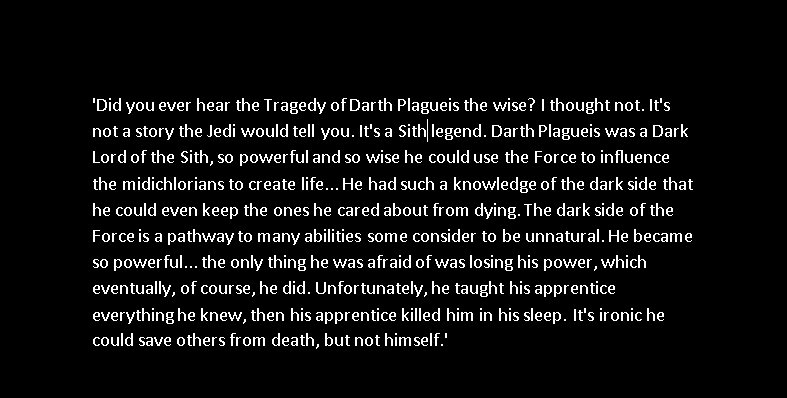 'Did you ever hear the Tragedy of Darth Plagueis the wise? I thought not. It's
not a story the Jedi would tell you. It's a Sith legend. Darth Plagueis was a Dark
Lord of the Sith, so powerful and so wise he could use the Force to influence
the midichlorians to create life... He had such a knowledge of the dark side that
he could even keep the ones he cared about from dying. The dark side of the
Force is a pathway to many abilities some consider to be unnatural. He became
so powerful... the only thing he was afraid of was losing his power, which
eventually, of course, he did. Unfortunately, he taught his apprentice
everything he knew, then his apprentice killed him in his sleep. It's ironic he
could save others from death, but not himself.'